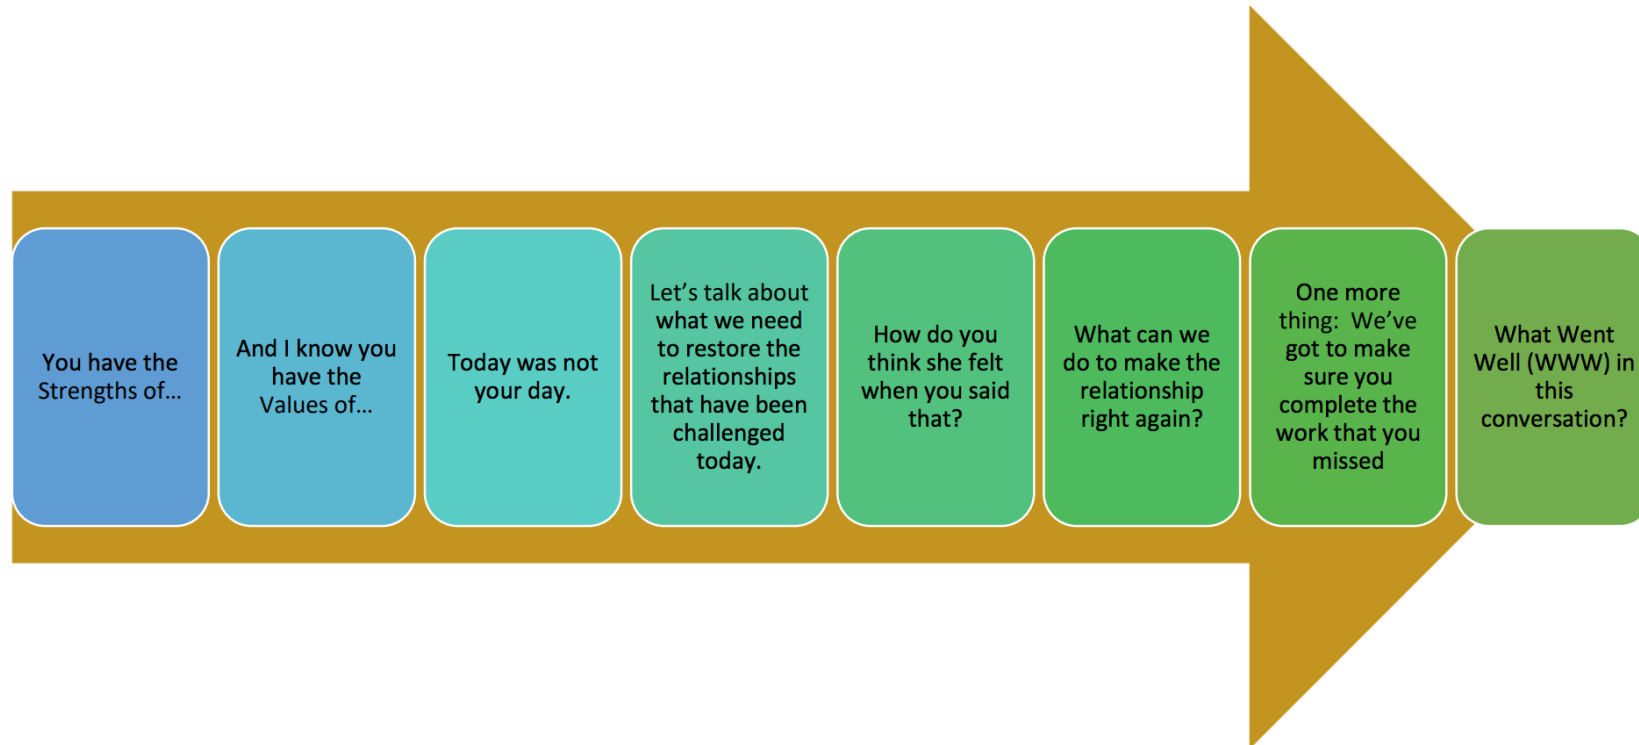 You have the
Strengths of…
And I know you
have the
Values of…
Today was not
your day.
Let’s talk about
what we need
to restore the
relationships
that have been
challenged
today.
How do you
think she felt
when you said
that?
What can we
do to make the
relationship
right again?
One more
thing:  We’ve
got to make
sure you
complete the
work that you
missed
What Went
Well (WWW) in
this
conversation?